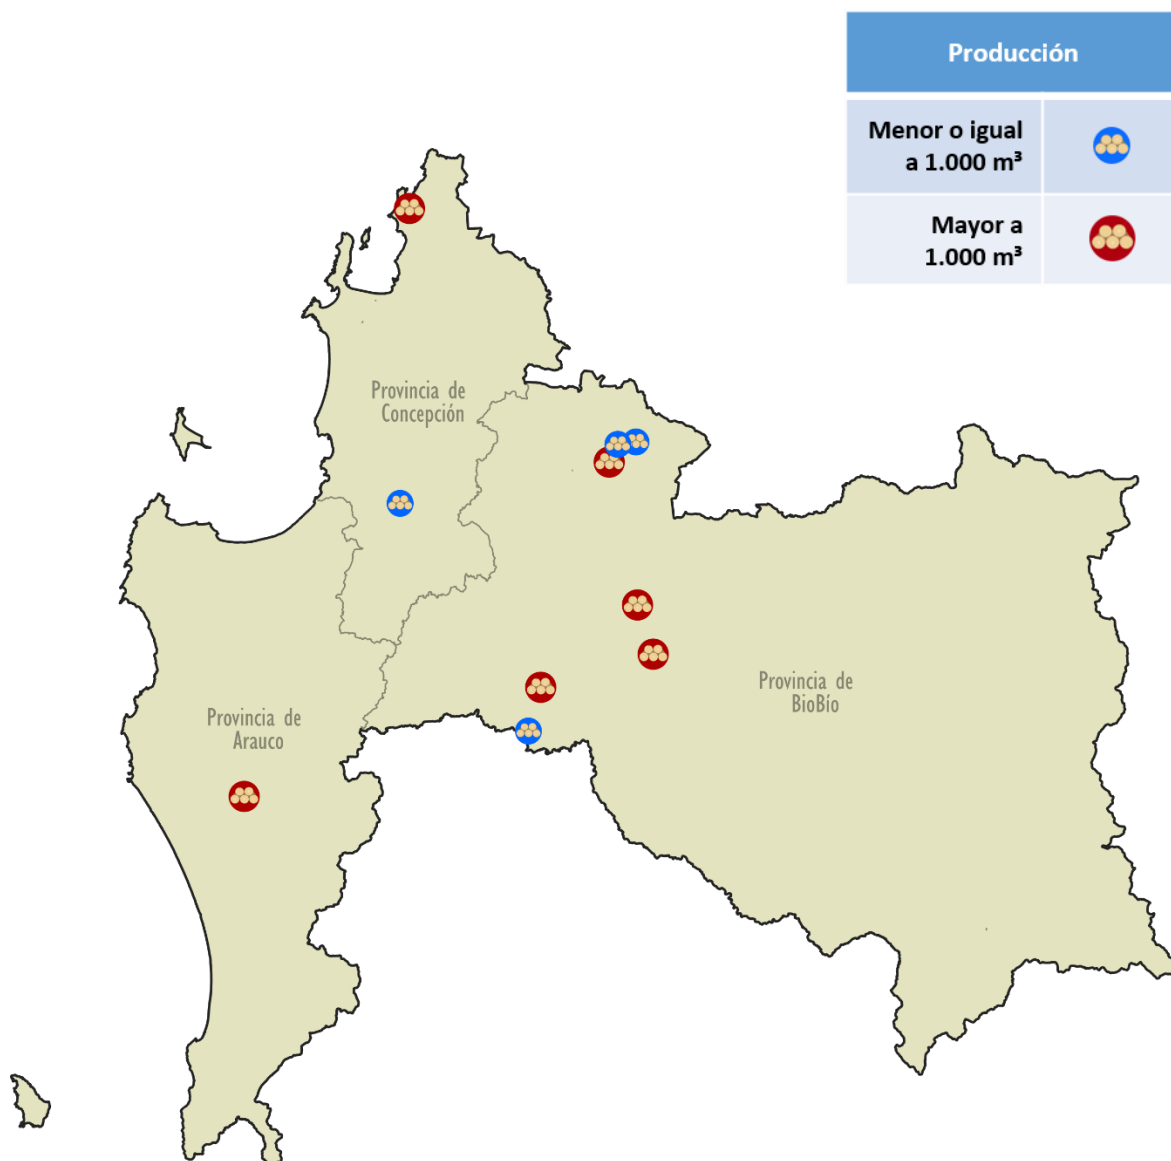 Producción
Menor o igual
a 1.000 m³
Mayor a
1.000 m³
Provincia de
Concepción
Provincia de
BioBío
Provincia de
Arauco